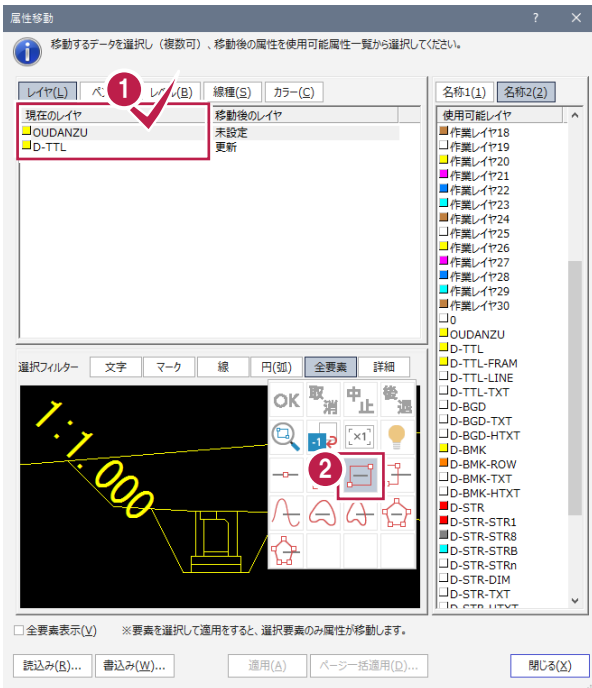 属性移動
?
×
移動するデータを選択し(複数可)、移動後の属性を使用可能属性一覧から選択してください。
レイヤ(L)
(B)
線種(S)
カラー(C)
名称1(1)
名称2(2)
1
現在のレイヤ
移動後のレイヤ
OUDANZU
未設定
D-TTL
更新
使用可能レイヤ
作業レイヤ18
作業レイヤ19
作業レイヤ20
作業レイヤ21
作業レイヤ22
作業レイヤ23
作業レイヤ24
作業レイヤ25
作業レイヤ26
作業レイヤ27
作業レイヤ28
作業レイヤ29
作業レイヤ30
0
OUDANZU
D-TTL
D-TTL-FRAM
D-TTL-LINE
D-TTL-TXT
D-BGD
D-BGD-TXT
D-BGD-HTXT
D-BMK
D-BMK-ROW
D-BMK-TXT
D-BMK-HTXT
D-STR
D-STR-STR1
D-STR-STR8
D-STR-STRB
D-STR-STRn
D-STR-DIM
D-STR-TXT
D-STR-HTXT
選択フィルター
文字
マーク
線
円(弧)
全要素
詳細
1:1,000
OK
取消
中止
後退
-1
×1
2
全要素表示(V)
※要素を選択して適用をすると、選択要素のみ属性が移動します。
読込み(R)...
書込み(W)...
適用(A)
ページ一括適用(D)...
閉じる(X)